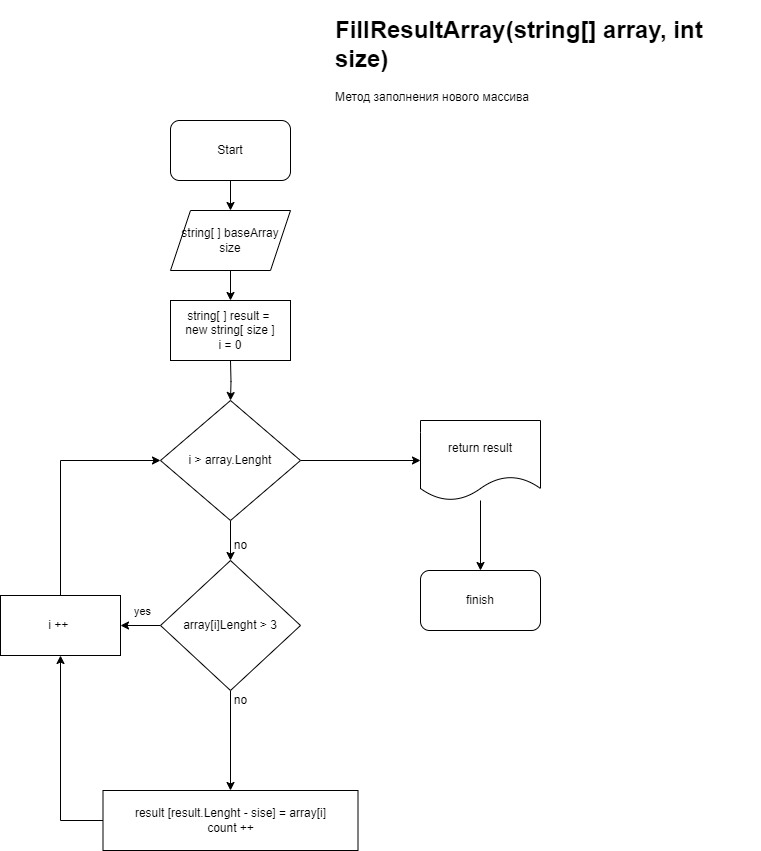 FillResultArray(string[] array, int
size)
Метод заполнения нового массива
Start
string[ ] baseArray
size
string[ ] result =
new string[ size ]
i = 0
i > array.Lenght
return result
no
finish
array[i]Lenght > 3
yes
i ++
no
result [result.Lenght - sise] = array[i]
count ++